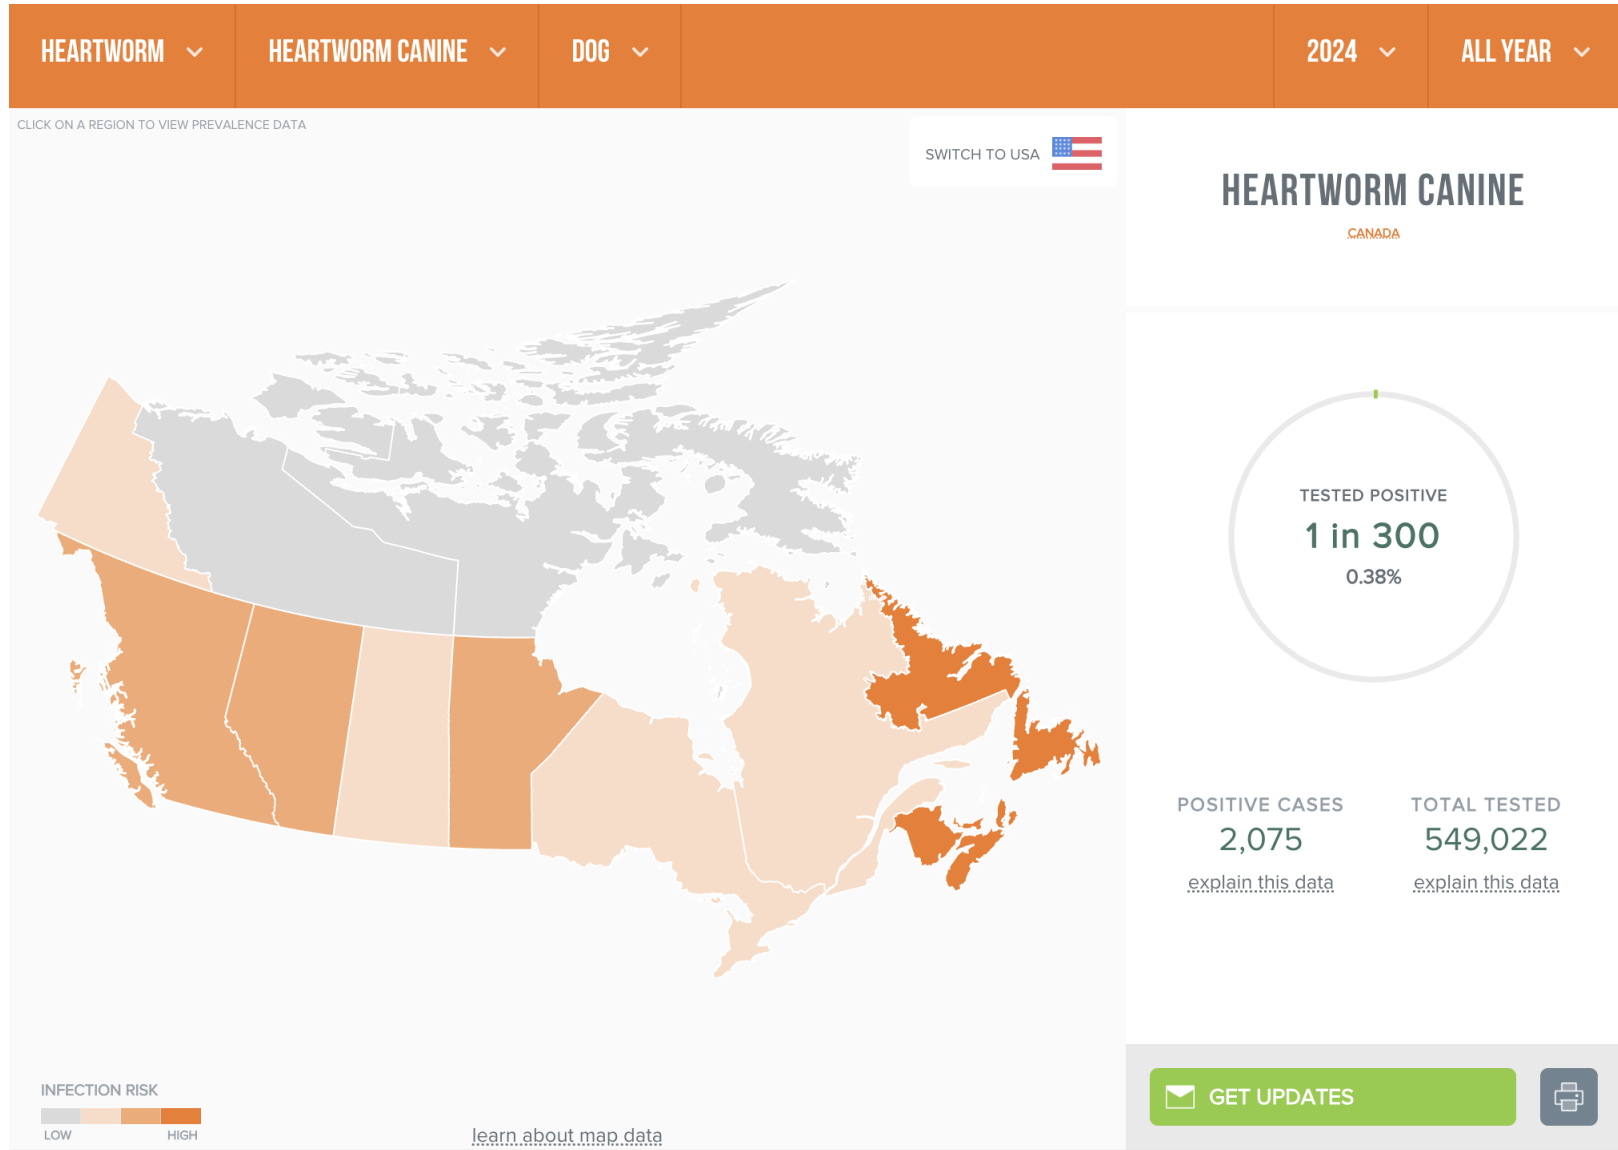 HEARTWORM
HEARTWORM CANINE
DOG
2024
ALL YEAR
CLICK ON A REGION TO VIEW PREVALENCE DATA
SWITCH TO USA
HEARTWORM CANINE
CANADA
TESTED POSITIVE
1 in 300
0.38%
POSITIVE CASES
2,075
explain this data
TOTAL TESTED
549,022
explain this data
INFECTION RISK
LOW
HIGH
learn about map data
GET UPDATES